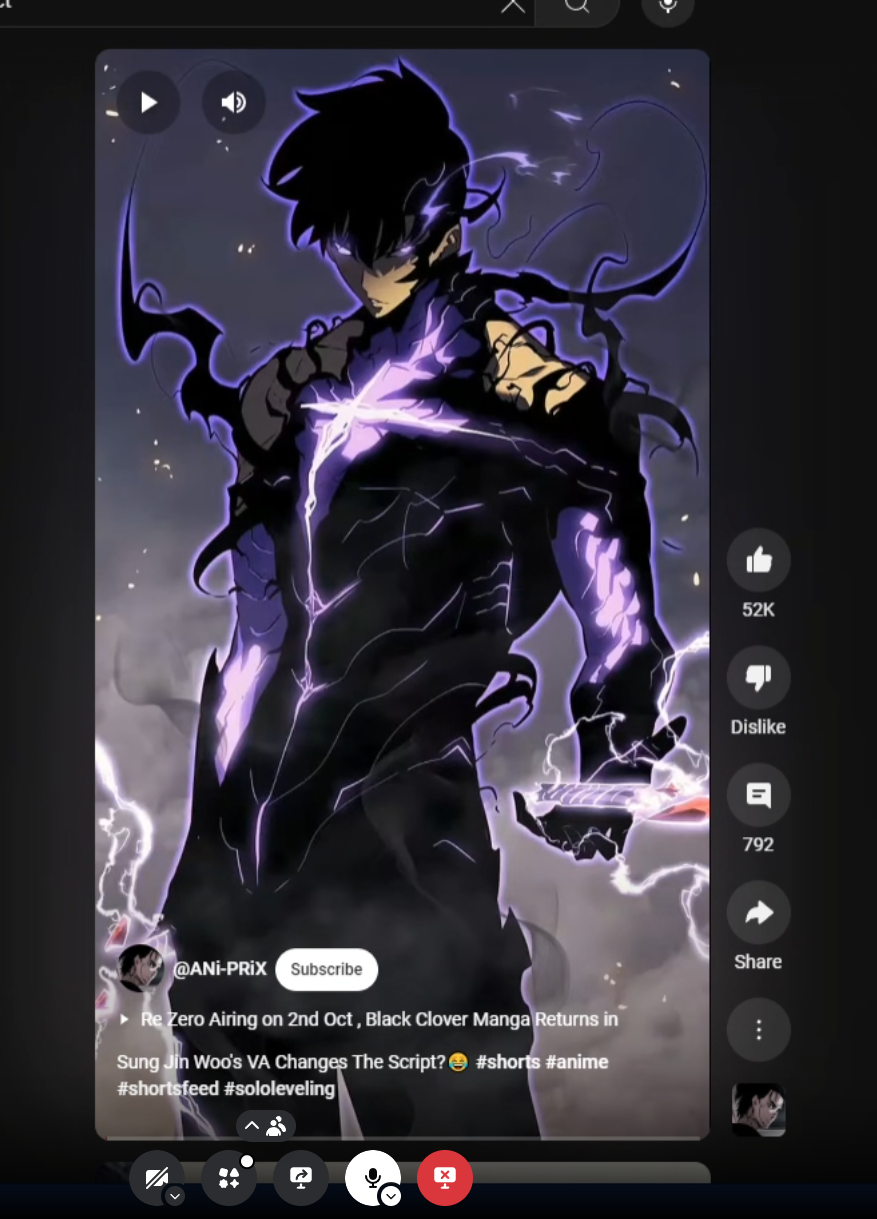 52K
Dislike
792
Share
@ANi-PRiX Subscribe
Re Zero Airing on 2nd Oct , Black Clover Manga Returns in
Sung Jin Woo's VA Changes The Script?😂 #shorts #anime
#shortsfeed #sololeveling